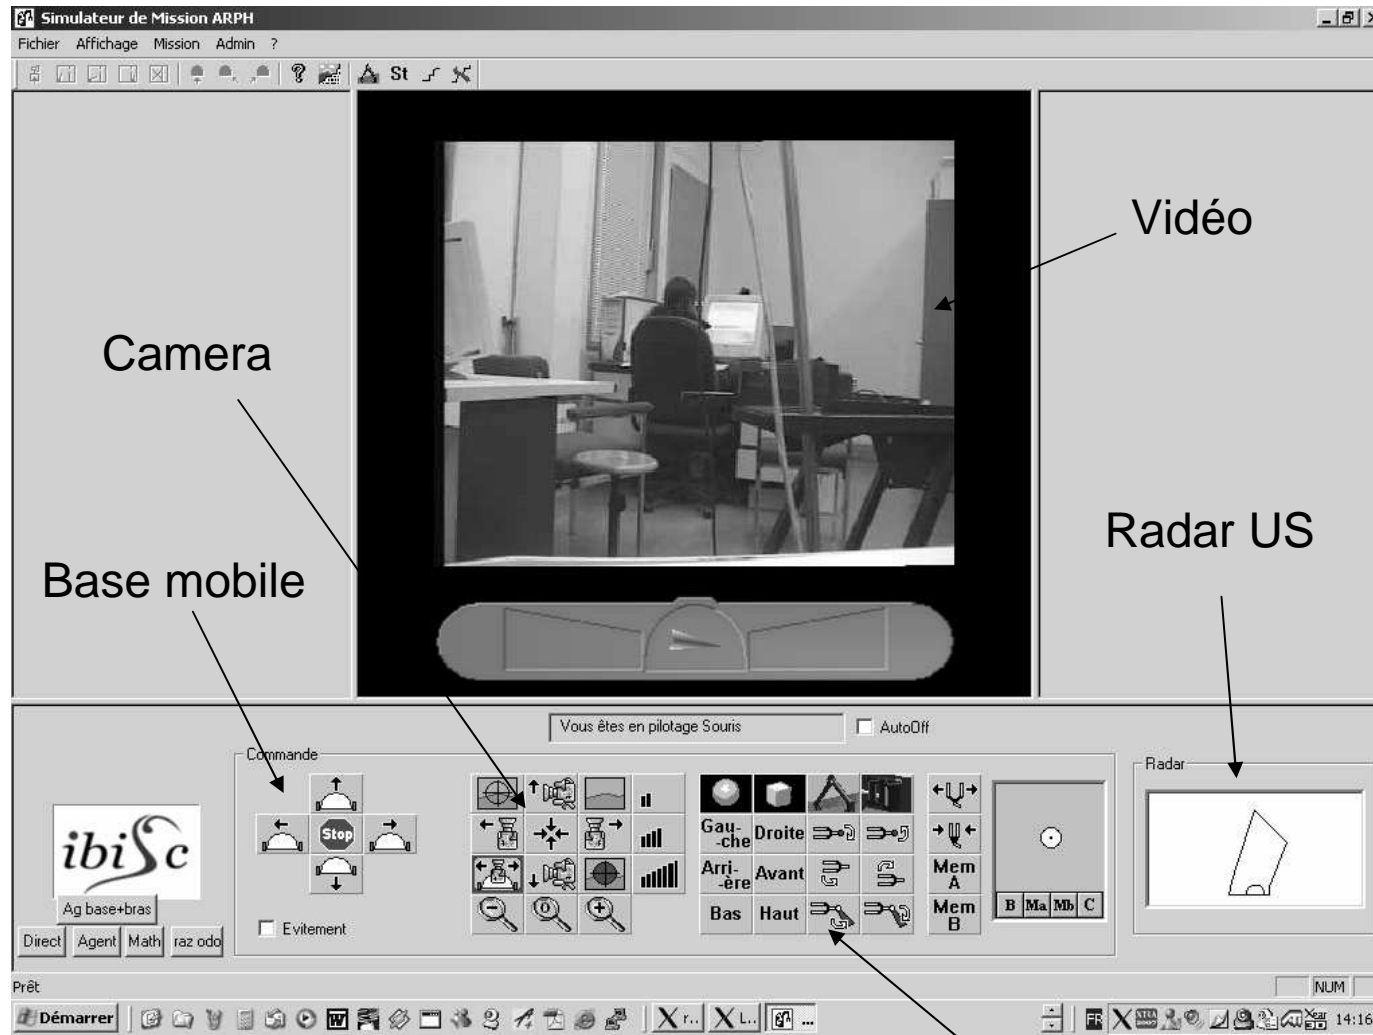 Simulateur de Mission ARPH
Fichier Affichage Mission Admin ?
St
Vidéo
Camera
Radar US
Base mobile
Vous êtes en pilotage Souris
AutoOff
Commande
Radar
Stop
Gau-
-che
Droite
Arri-
-ère
Avant
Bas
Haut
Mem
A
Mem
B
B Ma Mb C
ibisc
Ag base+bras
Direct Agent Math raz odo
Evitement
Prêt
NUM
Démarrer
X r..
X L..
...
FR
14:16